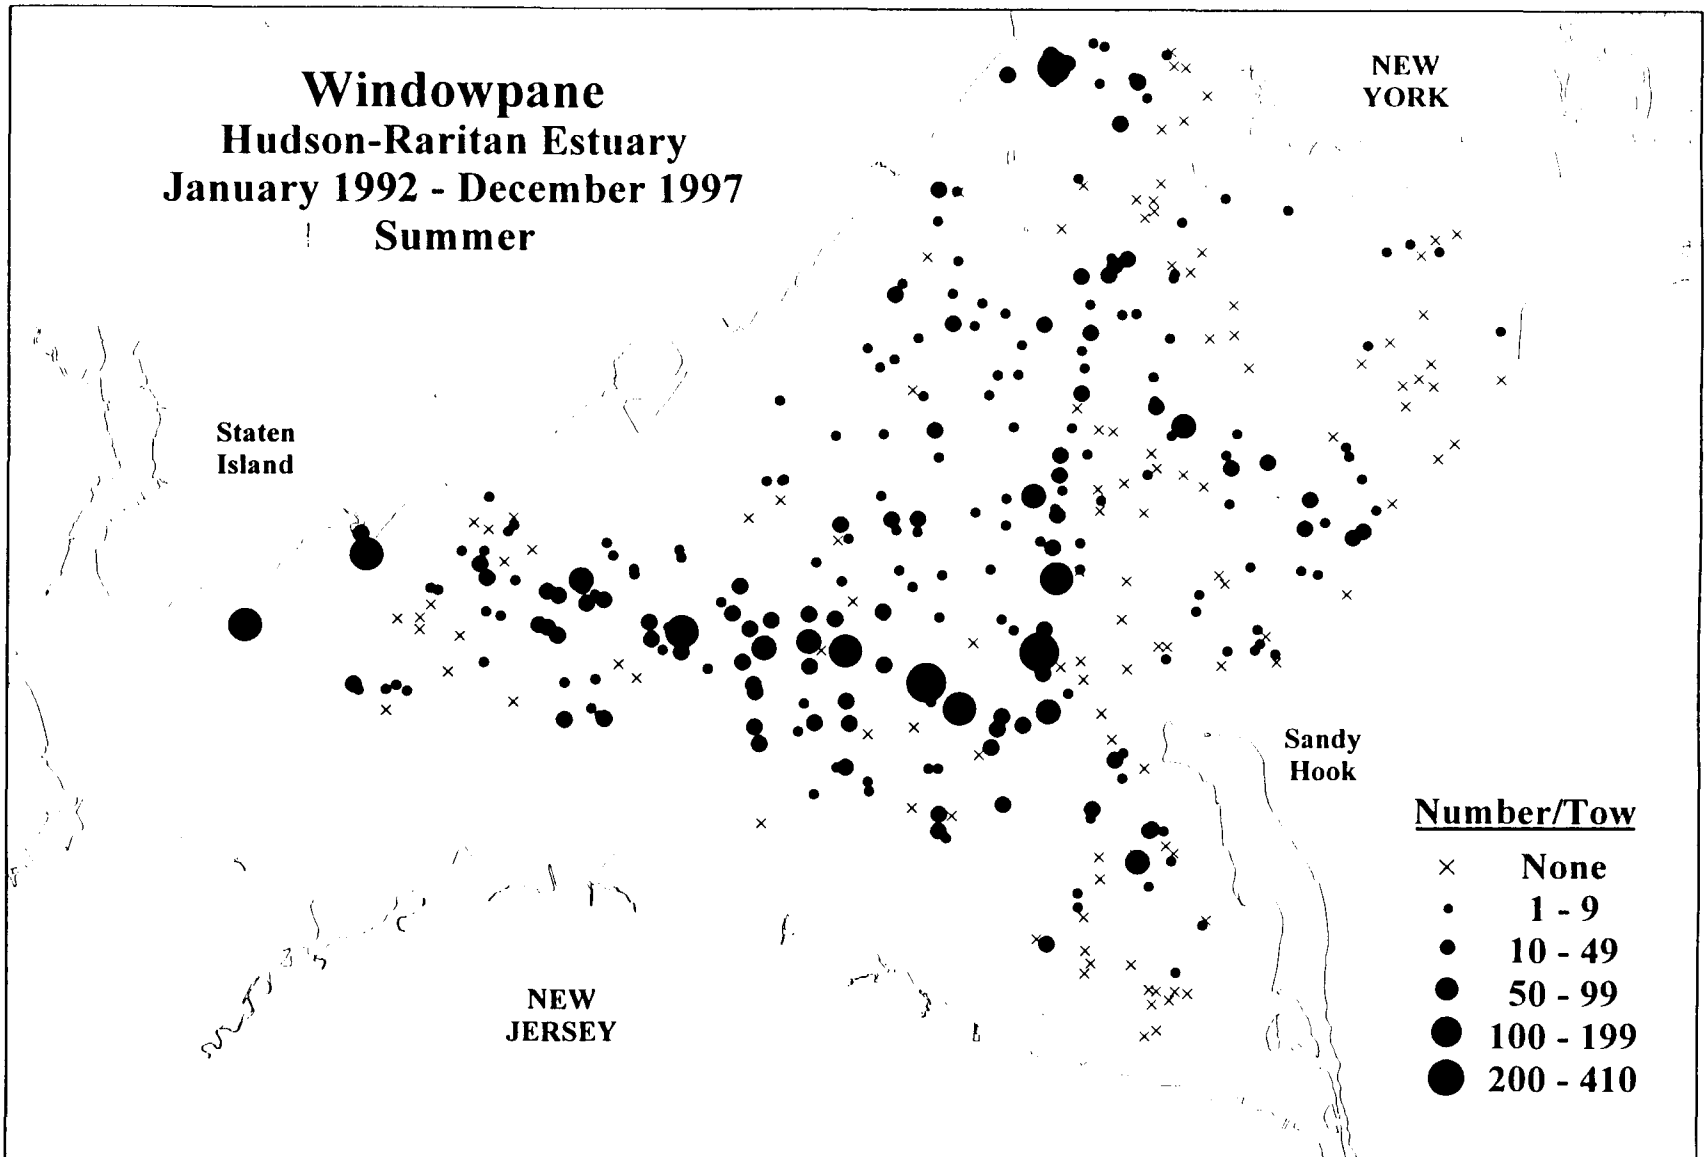 Windowpane
Hudson-Raritan Estuary
January 1992 - December 1997
Summer
NEW
YORK
Staten
Island
Sandy
Hook
NEW
JERSEY
Number/Tow
None
1 - 9
10 - 49
50 - 99
100 - 199
200 - 410